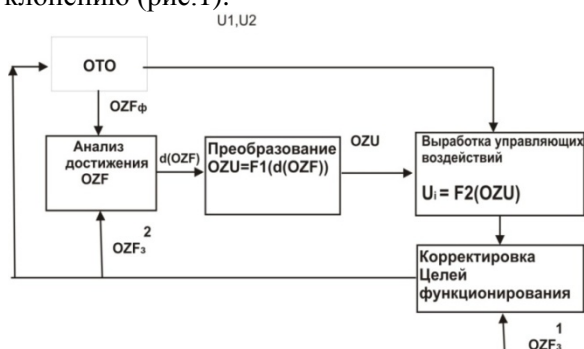 клонению (рис.1).
U1,U2
ОТО
OZFф
Анализ
достижения
OZF
d(OZF)
Преобразование
OZU=F1(d(OZF))
OZU
Выработка управляющих
воздействий
Ui = F2(OZU)
2
OZFз
Корректировка
Целей
функционирования
1
OZFз